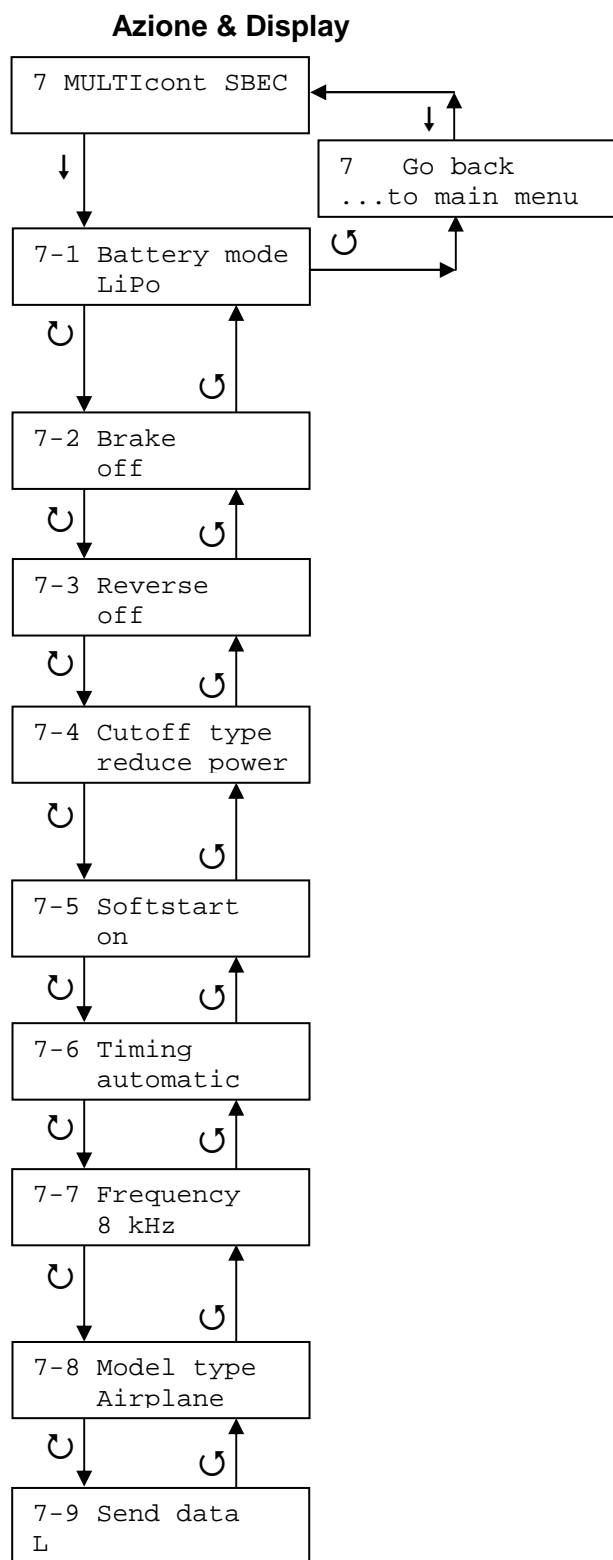 Azione & Display
7 MULTIcont SBEC
7 Go back
...to main menu
7-1 Battery mode
LiPo
7-2 Brake
off
7-3 Reverse
off
7-4 Cutoff type
reduce power
7-5 Softstart
on
7-6 Timing
automatic
7-7 Frequency
8 kHz
7-8 Model type
Airplane
7-9 Send data
L